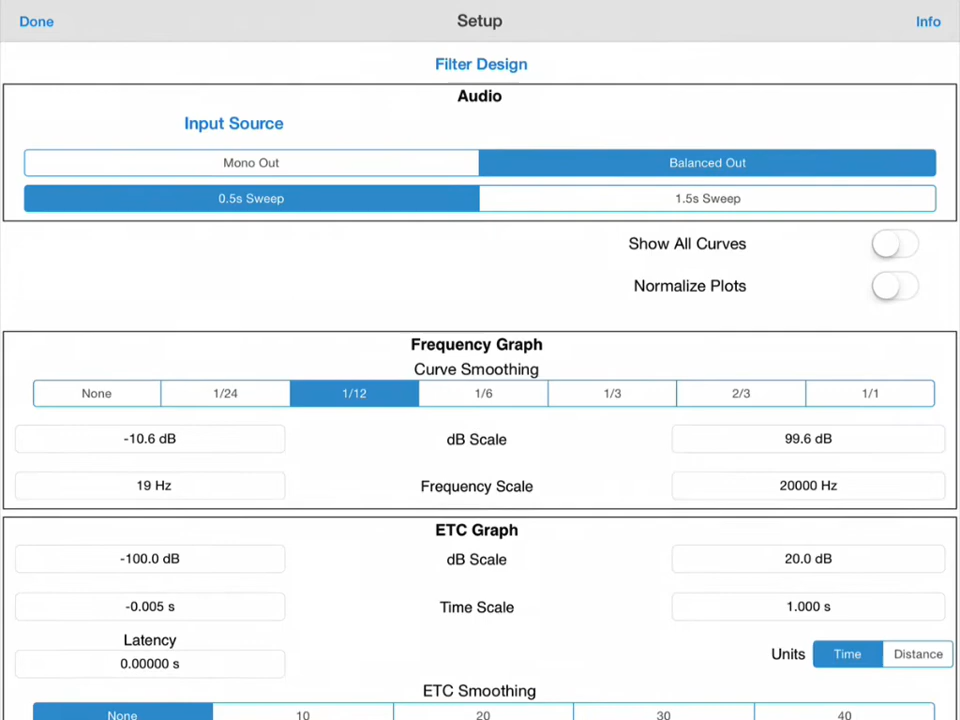 Done Setup Info
Filter Design
Audio
Input Source
Mono Out Balanced Out
0.5s Sweep 1.5s Sweep
Show All Curves
Normalize Plots
Frequency Graph
Curve Smoothing
None 1/24 1/12 1/6 1/3 2/3 1/1
-10.6 dB dB Scale 99.6 dB
19 Hz Frequency Scale 20000 Hz
ETC Graph
-100.0 dB dB Scale 20.0 dB
-0.005 s Time Scale 1.000 s
Latency
0.00000 s Units Time Distance
ETC Smoothing
None 10 20 30 40